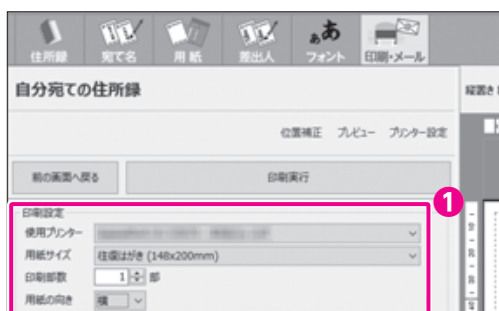 住所録 宛て名 用紙 差出人 フォント 印刷・メール
自分宛ての住所録
縦置き
位置補正 プレビュー プリンター設定
前の画面へ戻る 印刷実行
1
印刷設定
使用プリンター
用紙サイズ 往復はがき (148x200mm)
印刷部数 1 部
用紙の向き 横